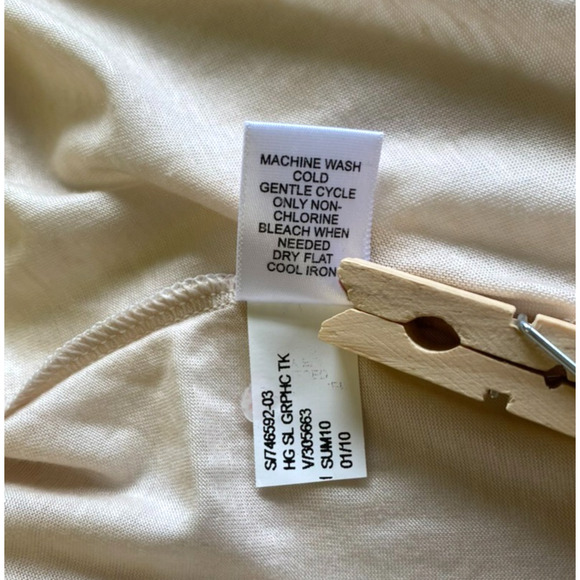 MACHINE WASH
COLD
GENTLE CYCLE
ONLY NON-
CHLORINE
BLEACH WHEN
NEEDED
DRY FLAT
COOL IRON
S/746592-03
HG SL GRPHC TK
V/305663
I SUM10
01/10